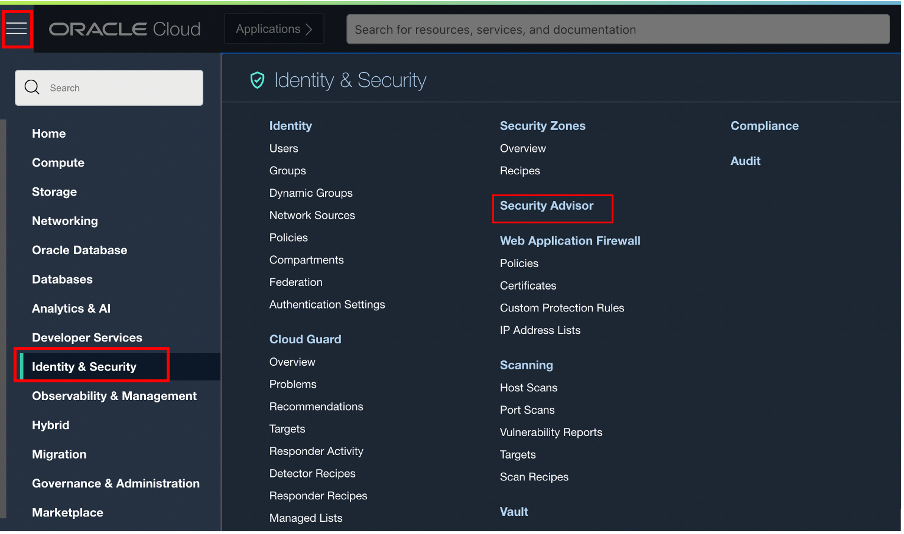 ORACLE Cloud
Applications
Search for resources, services, and documentation
Search
Home
Compute
Storage
Networking
Oracle Database
Databases
Analytics & AI
Developer Services
Identity & Security
Observability & Management
Hybrid
Migration
Governance & Administration
Marketplace
Identity & Security
Identity
Users
Groups
Dynamic Groups
Network Sources
Policies
Compartments
Federation
Authentication Settings
Cloud Guard
Overview
Problems
Recommendations
Targets
Responder Activity
Detector Recipes
Responder Recipes
Managed Lists
Security Zones
Overview
Recipes
Security Advisor
Web Application Firewall
Policies
Certificates
Custom Protection Rules
IP Address Lists
Scanning
Host Scans
Port Scans
Vulnerability Reports
Targets
Scan Recipes
Vault
Compliance
Audit